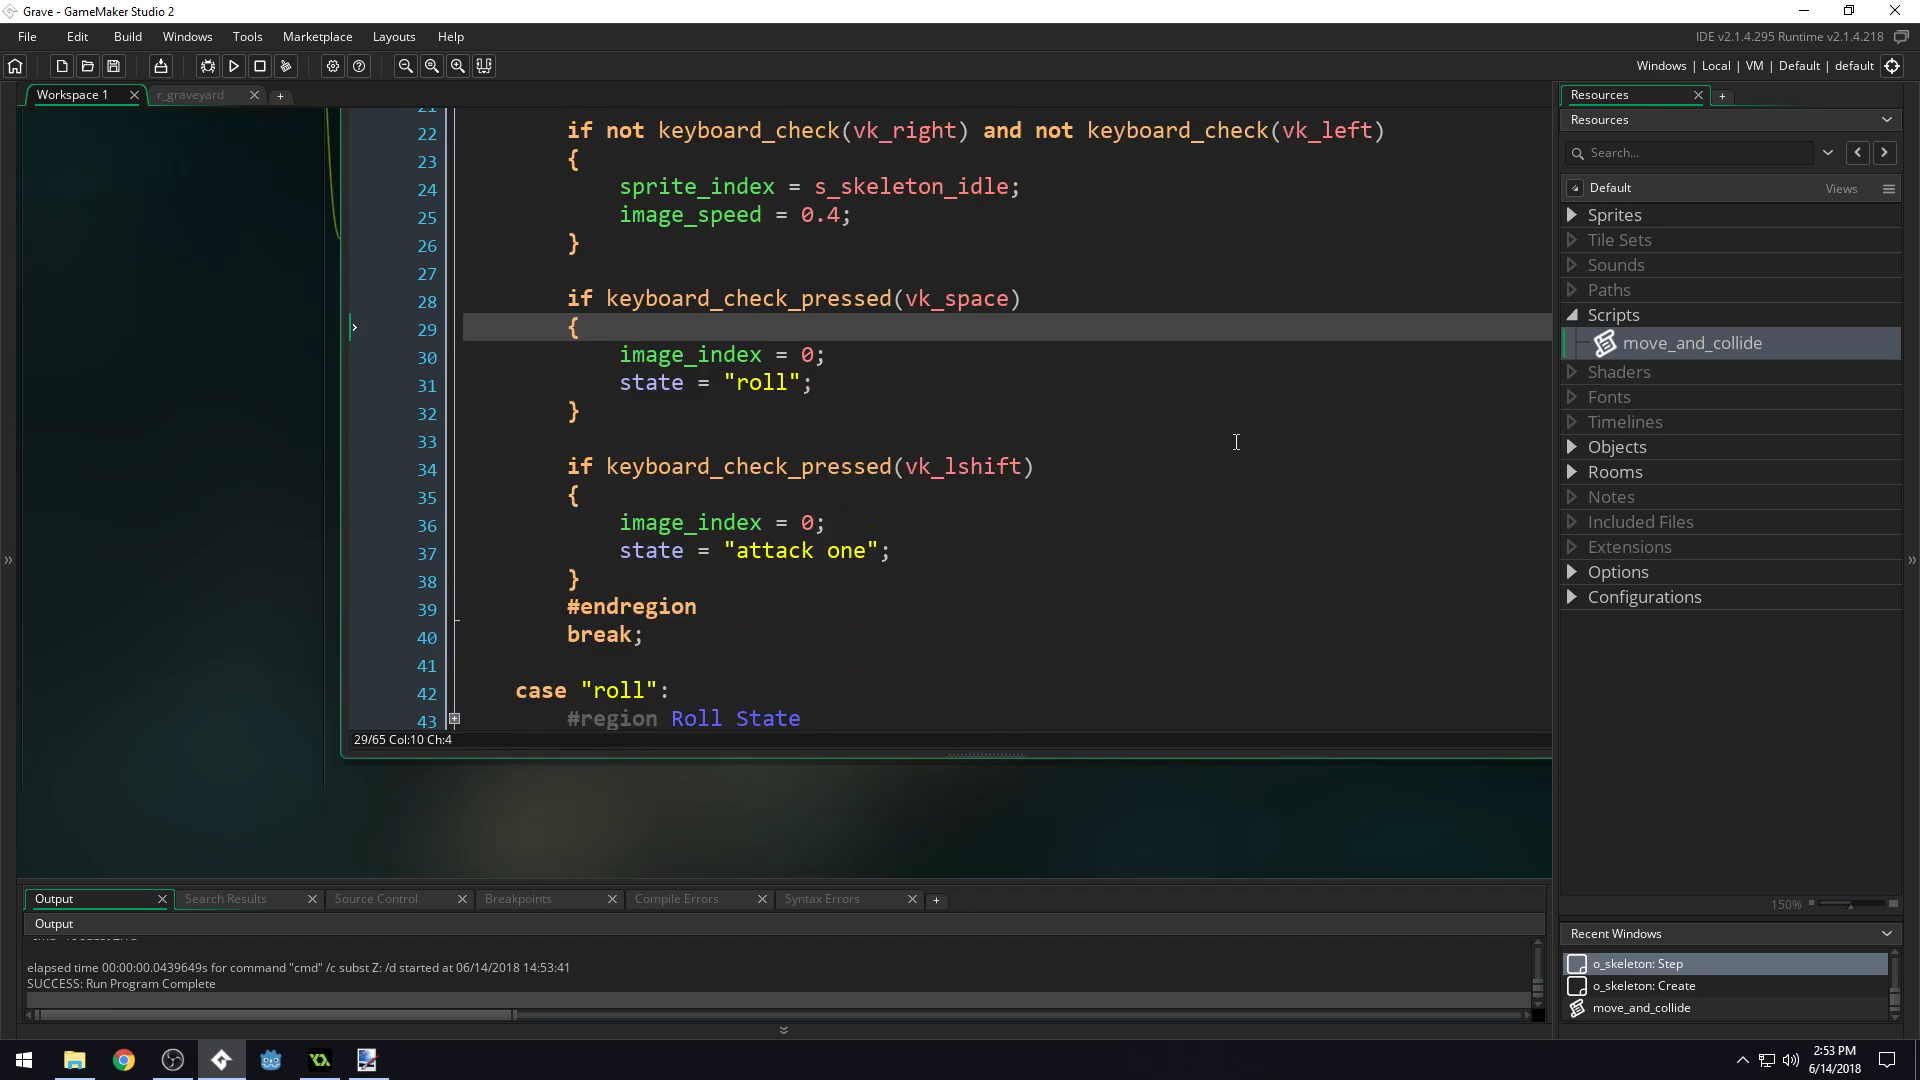 Grave - GameMaker Studio 2
File Edit Build Windows Tools Marketplace Layouts Help
IDE v2.1.4.295 Runtime v2.1.4.218
Windows | Local | VM | Default | default
Workspace 1
r_graveyard
22 if not keyboard_check(vk_right) and not keyboard_check(vk_left)
23 {
24 sprite_index = s_skeleton_idle;
25 image_speed = 0.4;
26 }
27
28 if keyboard_check_pressed(vk_space)
29 {
30 image_index = 0;
31 state = "roll";
32 }
33
34 if keyboard_check_pressed(vk_lshift)
35 {
36 image_index = 0;
37 state = "attack one";
38 }
39 #endregion
40 break;
41
42 case "roll":
43 #region Roll State
29/65 Col:10 Ch:4
Resources
Resources
Search...
Default Views
Sprites
Tile Sets
Sounds
Paths
Scripts
move_and_collide
Shaders
Fonts
Timelines
Objects
Rooms
Notes
Included Files
Extensions
Options
Configurations
150%
Recent Windows
o_skeleton: Step
o_skeleton: Create
move_and_collide
Output Search Results Source Control Breakpoints Compile Errors Syntax Errors
Output
elapsed time 00:00:00.0439649s for command "cmd" /c subst Z: /d started at 06/14/2018 14:53:41
SUCCESS: Run Program Complete
2:53 PM
6/14/2018